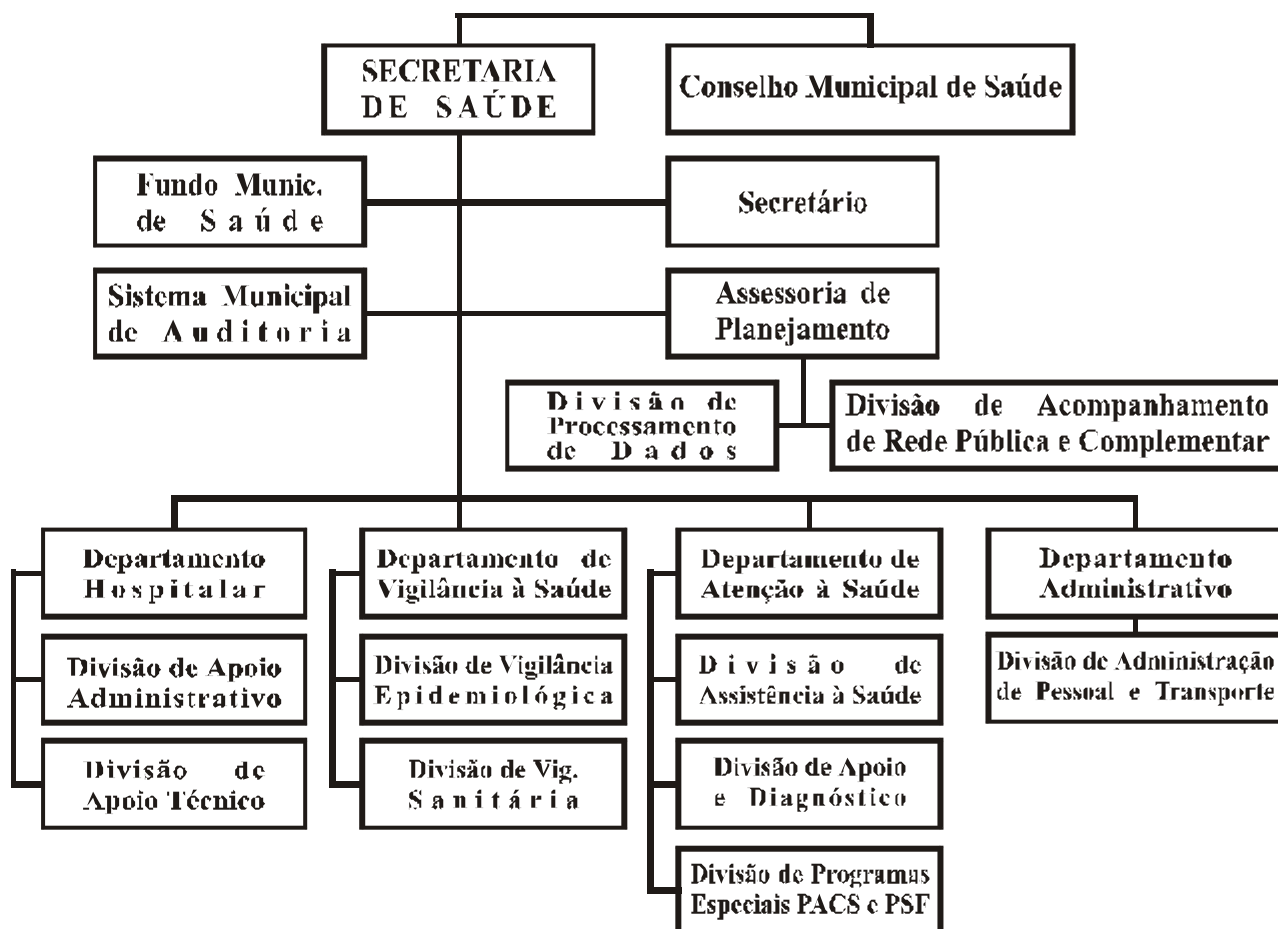 SECRETARIA
DE SAÚDE
Conselho Municipal de Saúde
Fundo Munic.
de Saúde
Secretário
Sistema Municipal
de Auditoria
Assessoria de
Planejamento
Divisão de
Processamento
de Dados
Divisão de Acompanhamento
de Rede Pública e Complementar
Departamento
Hospitalar
Departamento de
Vigilância à Saúde
Departamento de
Atenção à Saúde
Departamento
Administrativo
Divisão de Apoio
Administrativo
Divisão de Vigilância
Epidemiológica
Divisão de
Assistência à Saúde
Divisão de Administração
de Pessoal e Transporte
Divisão de
Apoio Técnico
Divisão de Vig.
Sanitária
Divisão de Apoio
e Diagnóstico
Divisão de Programas
Especiais PACS e PSF